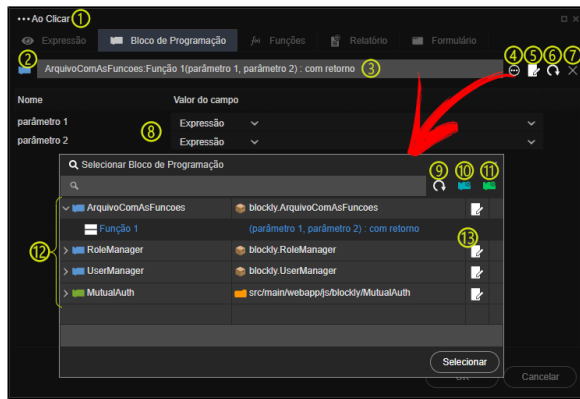 ••• Ao Clicar 1
Expressão Bloco de Programação f(x) Funções Relatório Formulário
2 ArquivoComAsFuncoes:Função 1(parâmetro 1, parâmetro 2) : com retorno 3 4 5 6 7
Nome Valor do campo
parâmetro 1 Expressão
8
parâmetro 2 Expressão
Selecionar Bloco de Programação
9 10 11
ArquivoComAsFuncoes blockly.ArquivoComAsFuncoes
Função 1 (parâmetro 1, parâmetro 2) : com retorno
12 13
RoleManager blockly.RoleManager
UserManager blockly.UserManager
MutualAuth src/main/webapp/js/blockly/MutualAuth
Selecionar
OK Cancelar